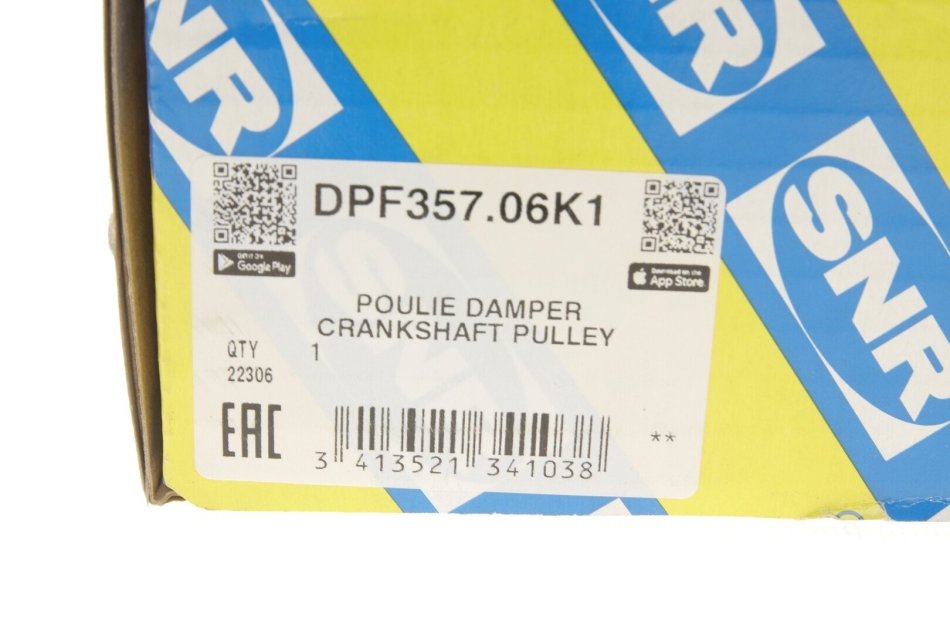 SNR
SNR
SNR
DPF357.06K1
GET IT ON
Google Play
Download on the
App Store
POULIE DAMPER
CRANKSHAFT PULLEY
QTY 1
22306
EAC
3 413521 341038
**